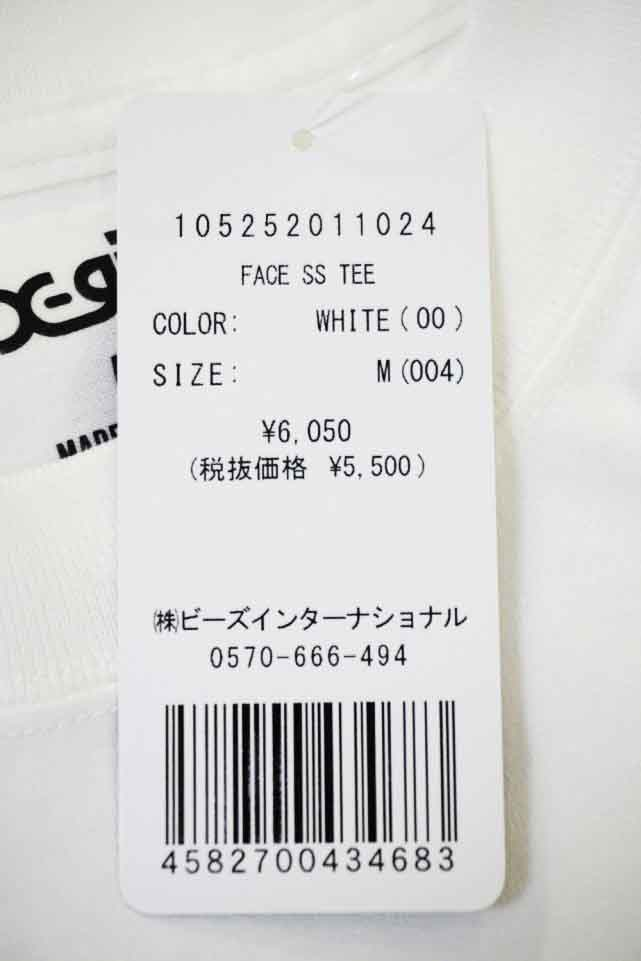 105252011024
FACE SS TEE
COLOR: WHITE(00)
SIZE: M(004)
¥6,050
(税抜価格 ¥5,500)
㈱ビーズインターナショナル
0570-666-494
4582700434683
MADE